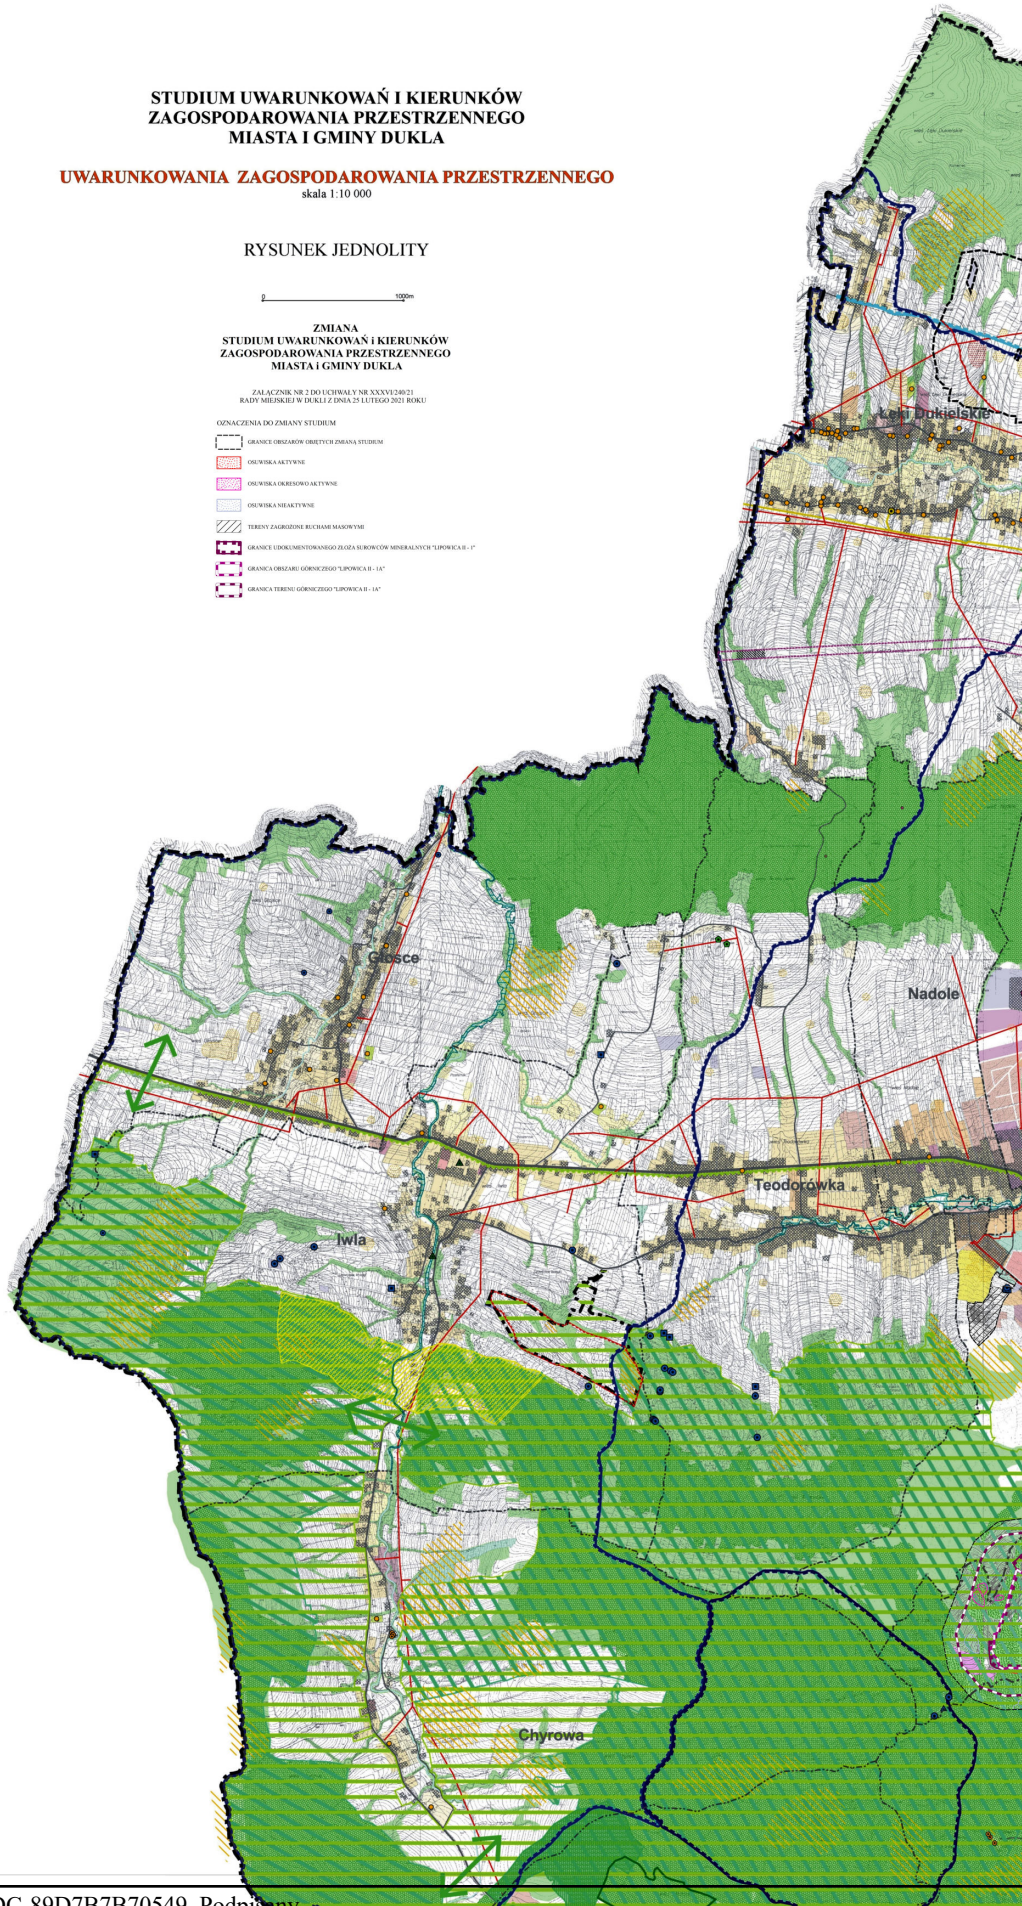 STUDIUM UWARUNKOWAŃ I KIERUNKÓW
ZAGOSPODAROWANIA PRZESTRZENNEGO
MIASTA I GMINY DUKLA
UWARUNKOWANIA ZAGOSPODAROWANIA PRZESTRZENNEGO
skala 1:10 000
RYSUNEK JEDNOLITY
0 1000m
ZMIANA
STUDIUM UWARUNKOWAŃ i KIERUNKÓW
ZAGOSPODAROWANIA PRZESTRZENNEGO
MIASTA i GMINY DUKLA
ZAŁĄCZNIK NR 2 DO UCHWAŁY NR XXXVI/240/21
RADY MIEJSKIEJ W DUKLI Z DNIA 25 LUTEGO 2021 ROKU
OZNACZENIA DO ZMIANY STUDIUM
GRANICE OBSZARÓW OBJĘTYCH ZMIANĄ STUDIUM
OSUWISKA AKTYWNE
OSUWISKA OKRESOWO AKTYWNE
OSUWISKA NIEAKTYWNE
TERENY ZAGROŻONE RUCHAMI MASOWYMI
GRANICE UDOKUMENTOWANEGO ZŁOŻA SUROWCÓW MINERALNYCH "LIPOWICA II - 1"
GRANICA OBSZARU GÓRNICZEGO "LIPOWICA II - 1A"
GRANICA TERENU GÓRNICZEGO "LIPOWICA II - 1A"
Łęki Dukielskie
Głojsce
Nadole
Teodorówka
Iwla
Chyrowa
89D7B7B70549. Podpisany